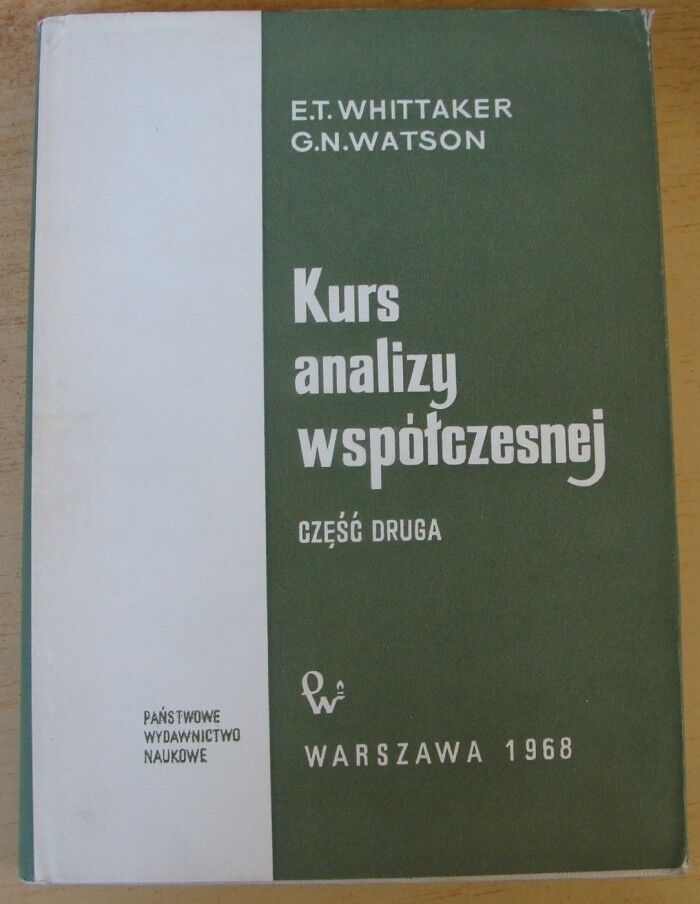 E.T. WHITTAKER
G.N. WATSON
Kurs
analizy
współczesnej
CZĘŚĆ DRUGA
PAŃSTWOWE
WYDAWNICTWO
NAUKOWE
WARSZAWA 1968